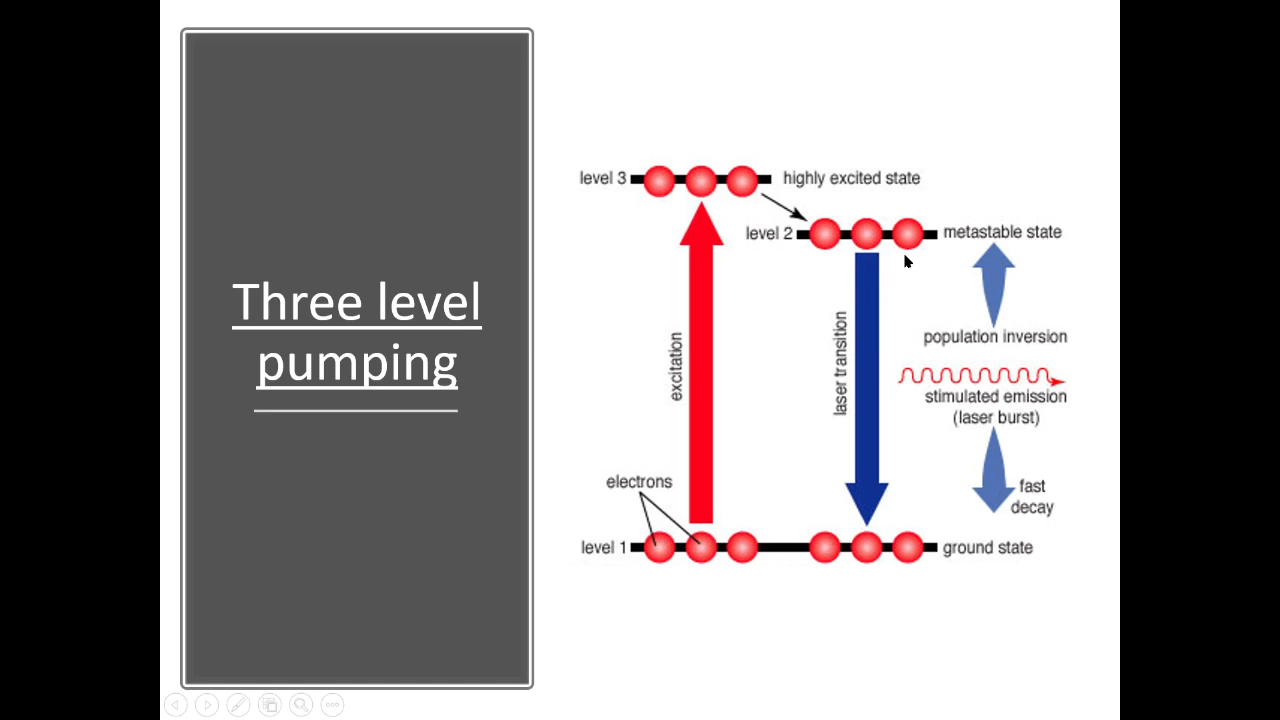 Three level
pumping
level 3
highly excited state
level 2
metastable state
excitation
laser transition
population inversion
stimulated emission
(laser burst)
electrons
fast
decay
level 1
ground state